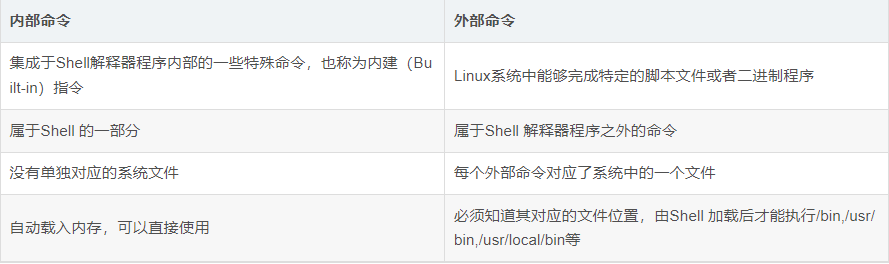 内部命令
外部命令
集成于Shell解释器程序内部的一些特殊命令，也称为内建（Bu
ilt-in）指令
Linux系统中能够完成特定的脚本文件或者二进制程序
属于Shell 的一部分
属于Shell 解释器程序之外的命令
没有单独对应的系统文件
每个外部命令对应了系统中的一个文件
自动载入内存，可以直接使用
必须知道其对应的文件位置，由Shell 加载后才能执行/bin,/usr/
bin,/usr/local/bin等